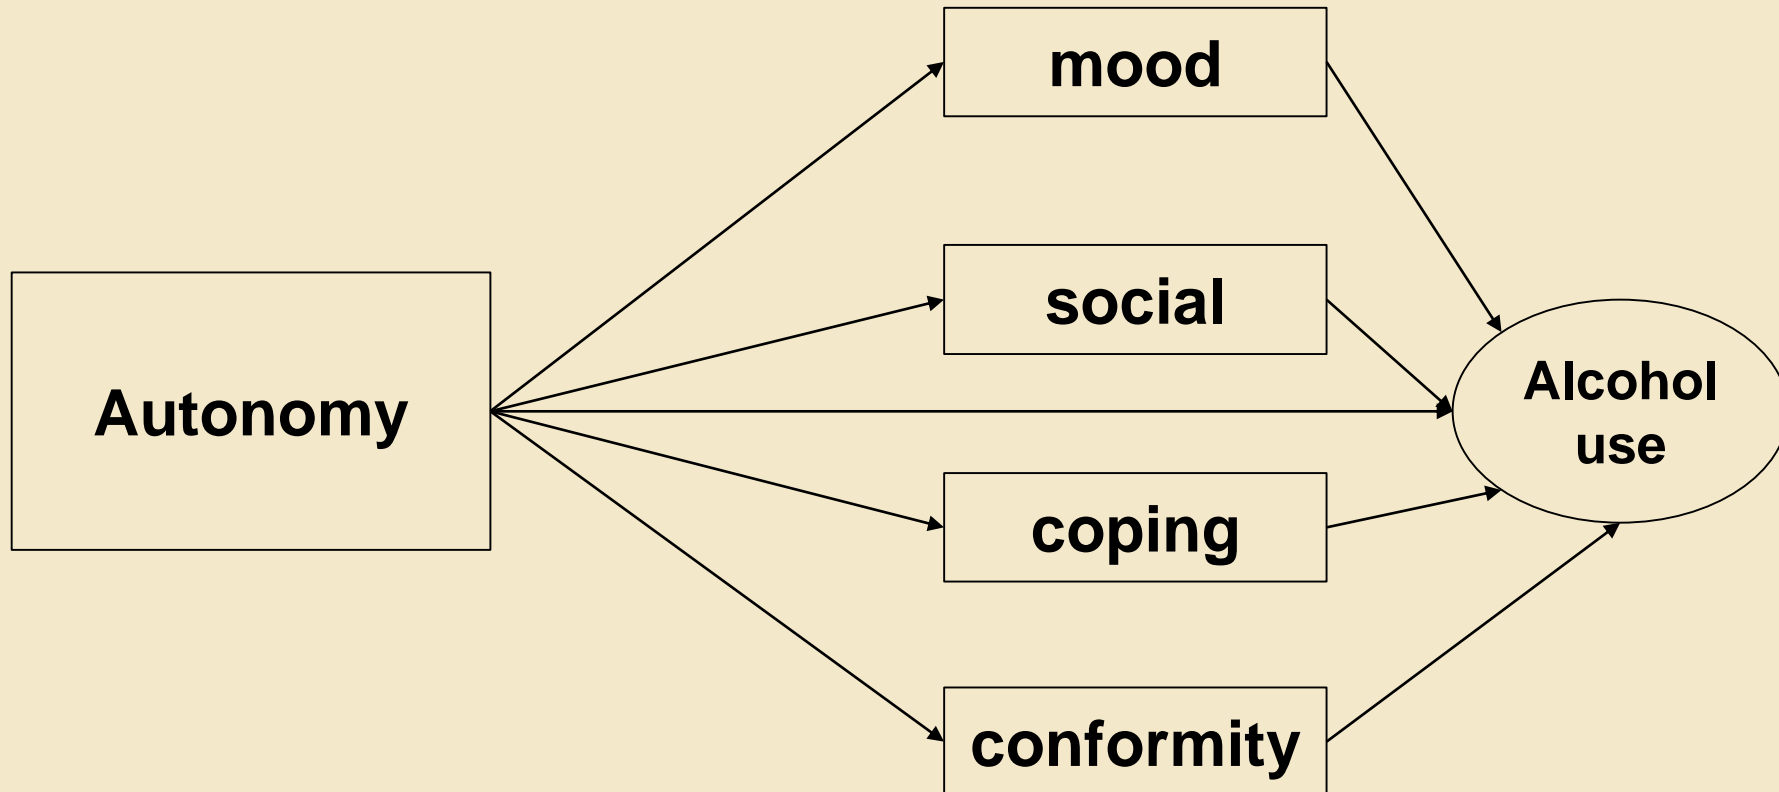 mood
social
Autonomy
Alcohol
use
coping
conformity